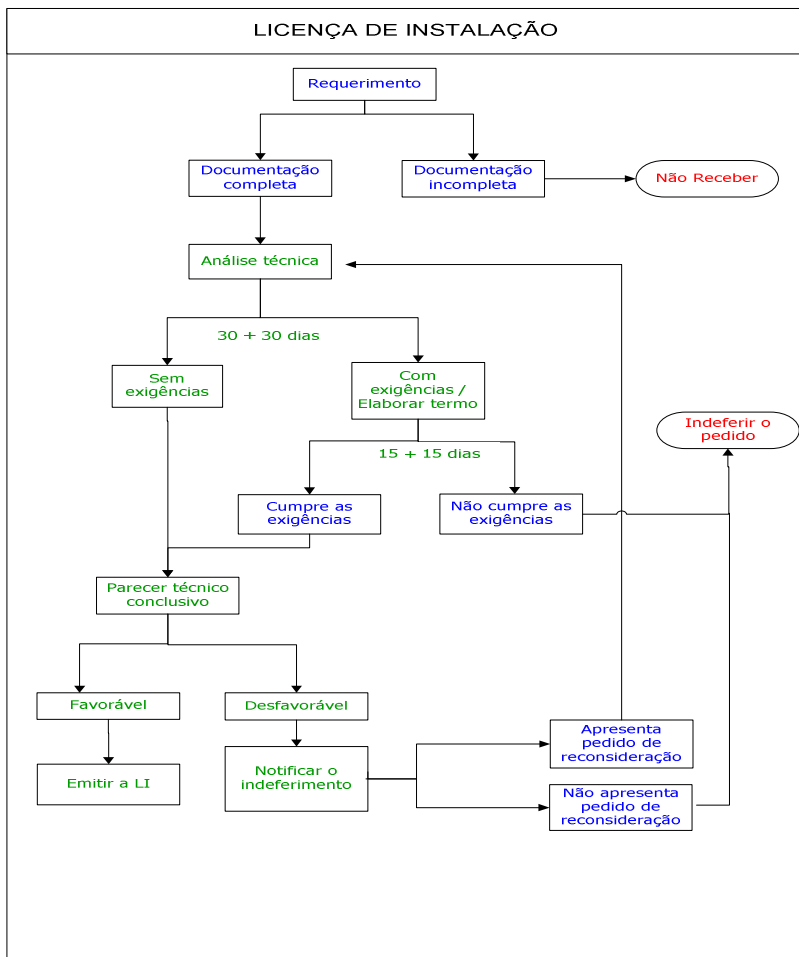 LICENÇA DE INSTALAÇÃO
Requerimento
Documentação
completa
Documentação
incompleta
Não Receber
Análise técnica
30 + 30 dias
Sem
exigências
Com
exigências /
Elaborar termo
Indeferir o
pedido
15 + 15 dias
Cumpre as
exigências
Não cumpre as
exigências
Parecer técnico
conclusivo
Favorável
Desfavorável
Apresenta
pedido de
reconsideração
Emitir a LI
Notificar o
indeferimento
Não apresenta
pedido de
reconsideração